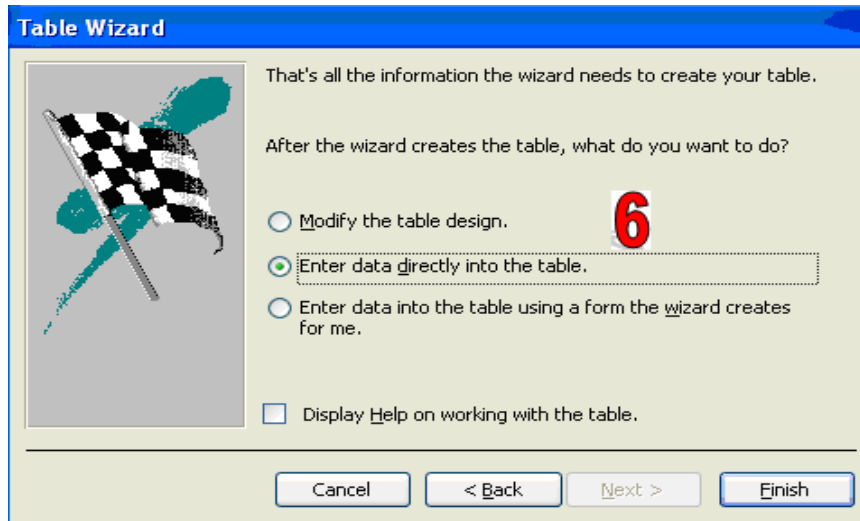 Table Wizard
That's all the information the wizard needs to create your table.
After the wizard creates the table, what do you want to do?
Modify the table design.
6
Enter data directly into the table.
Enter data into the table using a form the wizard creates
for me.
Display Help on working with the table.
Cancel
< Back
Next >
Finish